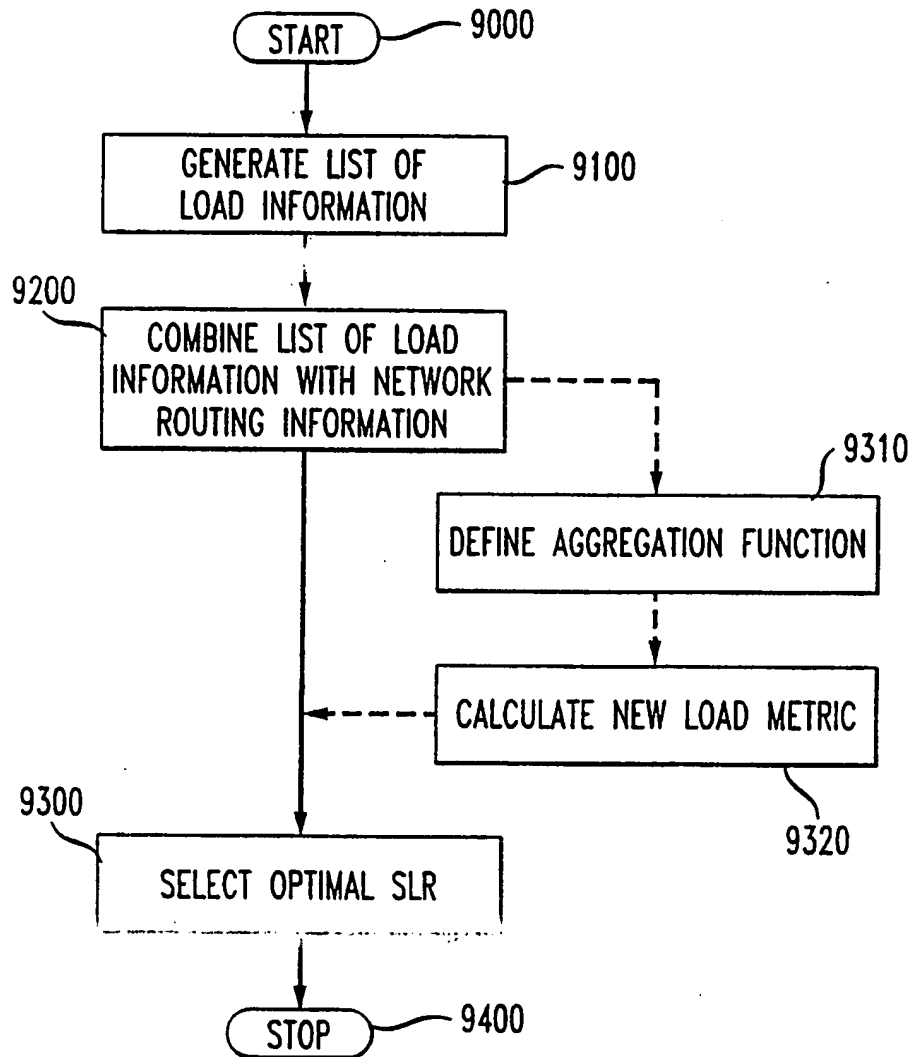 START
9000
GENERATE LIST OF
LOAD INFORMATION
9100
9200
COMBINE LIST OF LOAD
INFORMATION WITH NETWORK
ROUTING INFORMATION
9310
DEFINE AGGREGATION FUNCTION
CALCULATE NEW LOAD METRIC
9320
9300
SELECT OPTIMAL SLR
STOP
9400